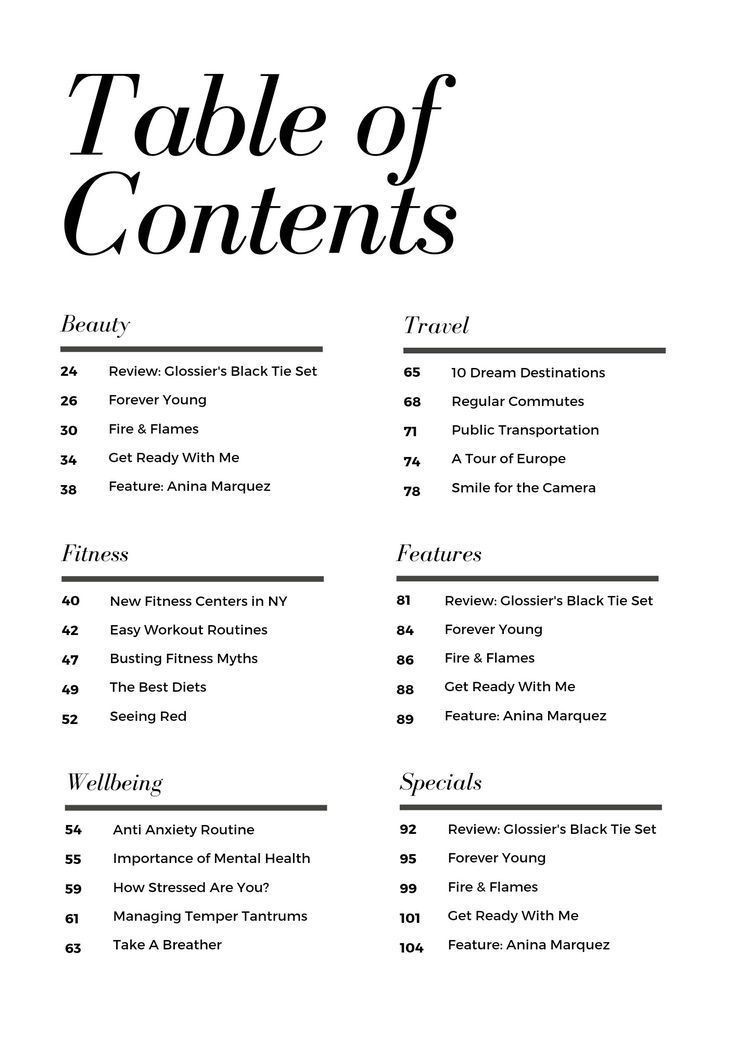 Table of
Contents
Beauty
24 Review: Glossier's Black Tie Set
26 Forever Young
30 Fire & Flames
34 Get Ready With Me
38 Feature: Anina Marquez
Fitness
40 New Fitness Centers in NY
42 Easy Workout Routines
47 Busting Fitness Myths
49 The Best Diets
52 Seeing Red
Wellbeing
54 Anti Anxiety Routine
55 Importance of Mental Health
59 How Stressed Are You?
61 Managing Temper Tantrums
63 Take A Breather
Travel
65 10 Dream Destinations
68 Regular Commutes
71 Public Transportation
74 A Tour of Europe
78 Smile for the Camera
Features
81 Review: Glossier's Black Tie Set
84 Forever Young
86 Fire & Flames
88 Get Ready With Me
89 Feature: Anina Marquez
Specials
92 Review: Glossier's Black Tie Set
95 Forever Young
99 Fire & Flames
101 Get Ready With Me
104 Feature: Anina Marquez